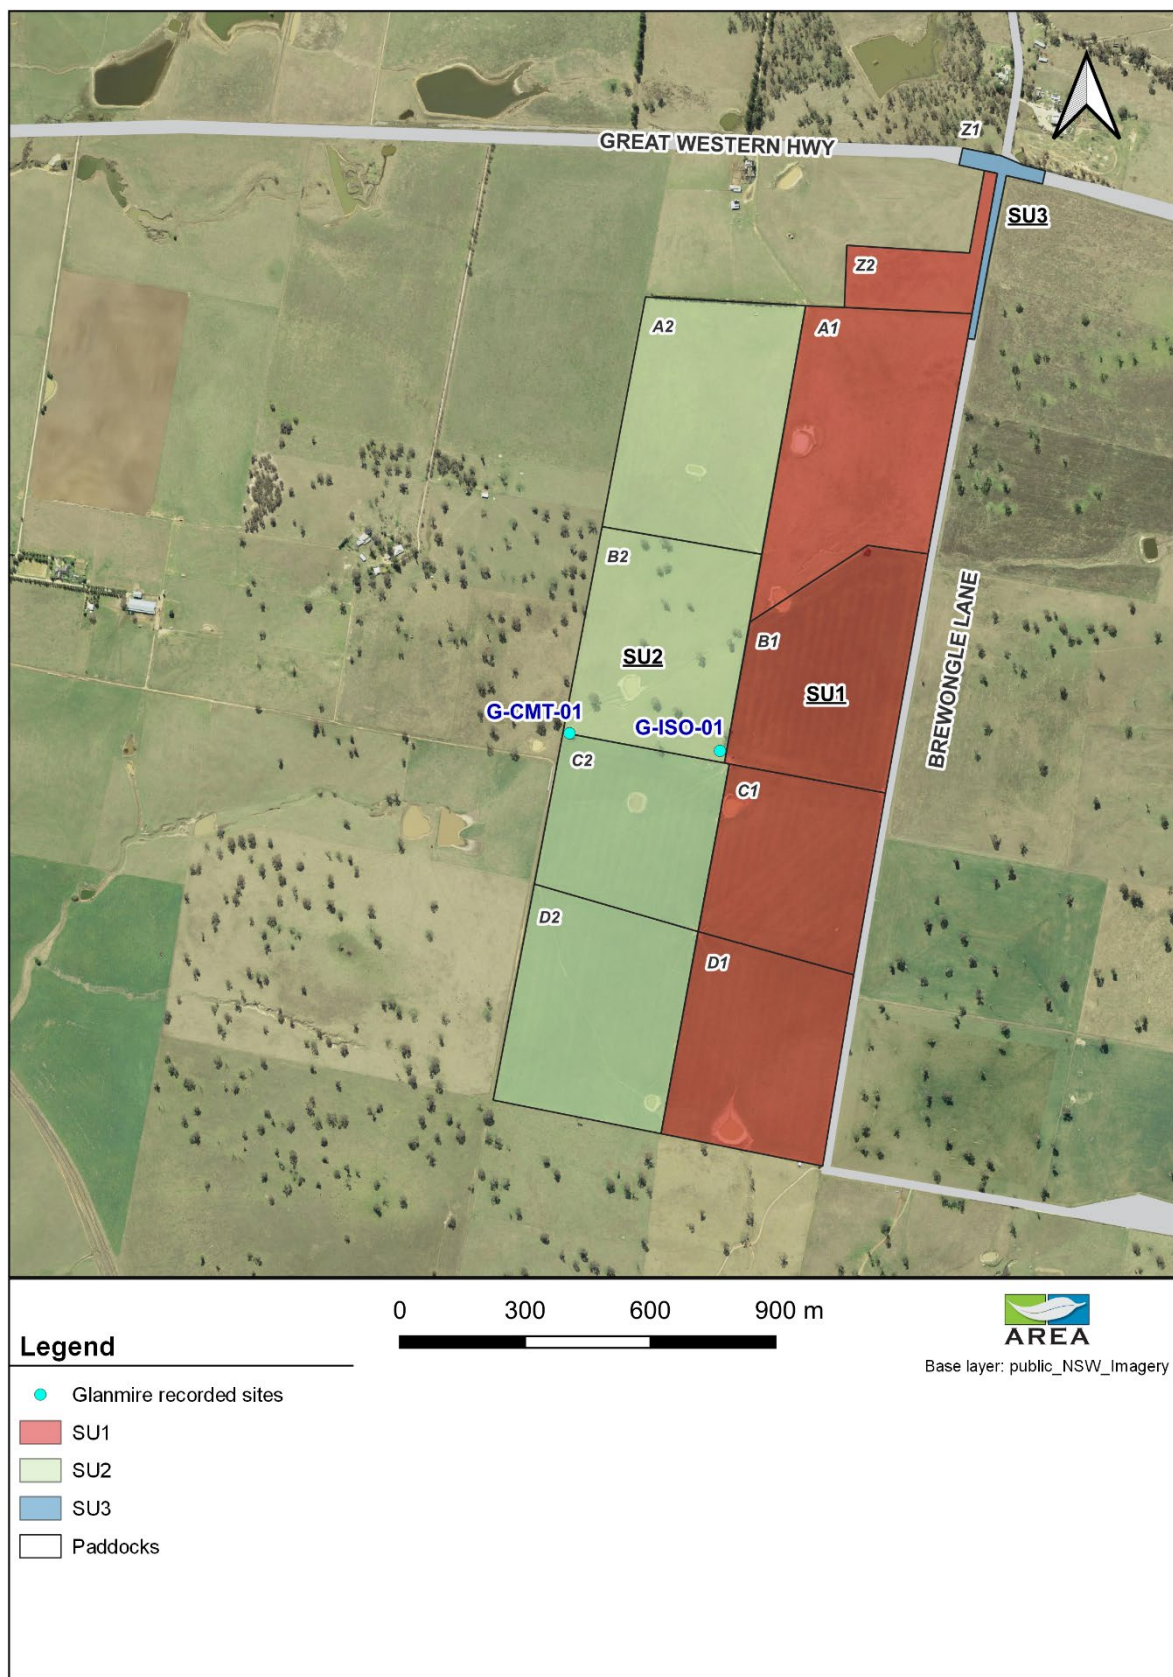 GREAT WESTERN HWY
Z1
SU3
Z2
A2
A1
B2
B1
SU2
SU1
BREWONGLE LANE
G-CMT-01
G-ISO-01
C2
C1
D2
D1
0 300 600 900 m
AREA
Base layer: public_NSW_Imagery
Legend
Glanmire recorded sites
SU1
SU2
SU3
Paddocks